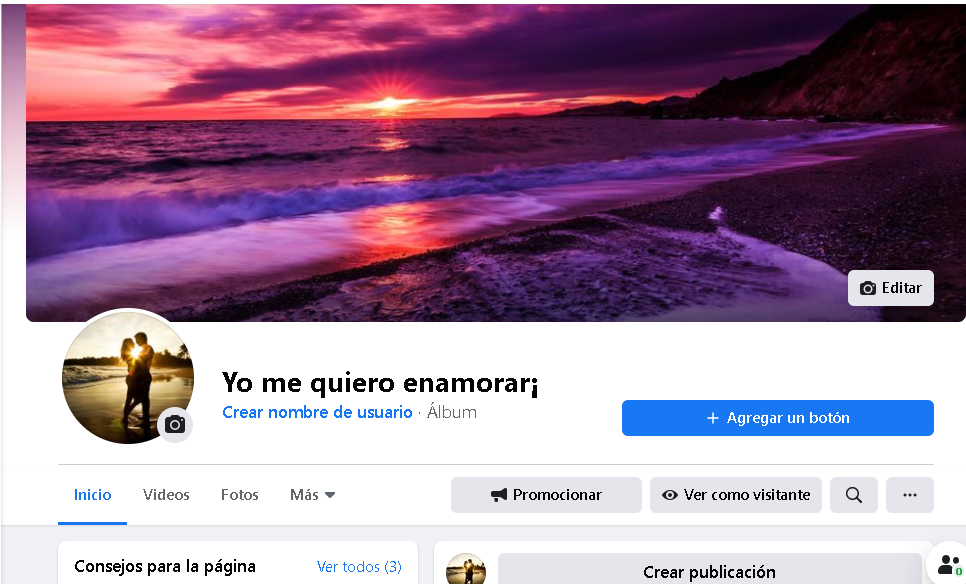 Editar
Yo me quiero enamorar¡
Crear nombre de usuario · Álbum
+ Agregar un botón
Inicio Videos Fotos Más Promocionar Ver como visitante ...
Consejos para la página Ver todos (3)
Crear publicación
0